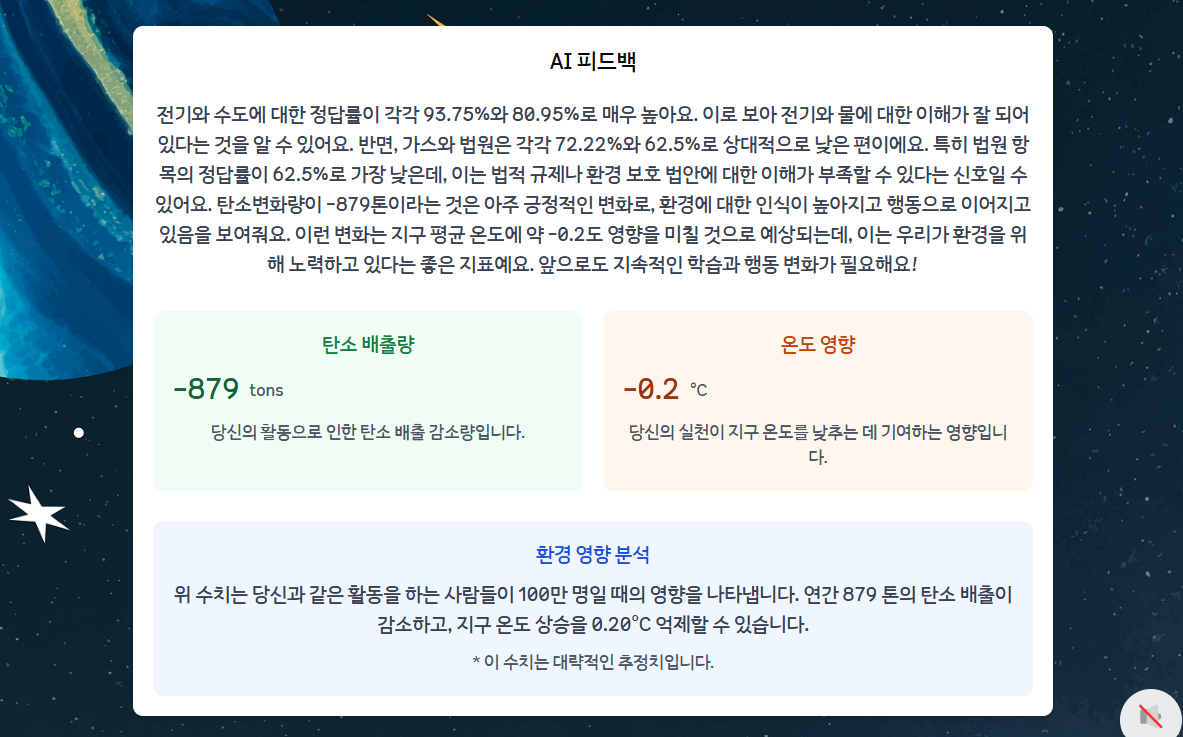 AI 피드백
전기와 수도에 대한 정답률이 각각 93.75%와 80.95%로 매우 높아요. 이로 보아 전기와 물에 대한 이해가 잘 되어
있다는 것을 알 수 있어요. 반면, 가스와 법원은 각각 72.22%와 62.5%로 상대적으로 낮은 편이에요. 특히 법원 항
목의 정답률이 62.5%로 가장 낮은데, 이는 법적 규제나 환경 보호 법안에 대한 이해가 부족할 수 있다는 신호일 수
있어요. 탄소변화량이 -879톤이라는 것은 아주 긍정적인 변화로, 환경에 대한 인식이 높아지고 행동으로 이어지고
있음을 보여줘요. 이런 변화는 지구 평균 온도에 약 -0.2도 영향을 미칠 것으로 예상되는데, 이는 우리가 환경을 위
해 노력하고 있다는 좋은 지표예요. 앞으로도 지속적인 학습과 행동 변화가 필요해요!
탄소 배출량
-879 tons
당신의 활동으로 인한 탄소 배출 감소량입니다.
온도 영향
-0.2 °C
당신의 실천이 지구 온도를 낮추는 데 기여하는 영향입니
다.
환경 영향 분석
위 수치는 당신과 같은 활동을 하는 사람들이 100만 명일 때의 영향을 나타냅니다. 연간 879 톤의 탄소 배출이
감소하고, 지구 온도 상승을 0.20°C 억제할 수 있습니다.
* 이 수치는 대략적인 추정치입니다.